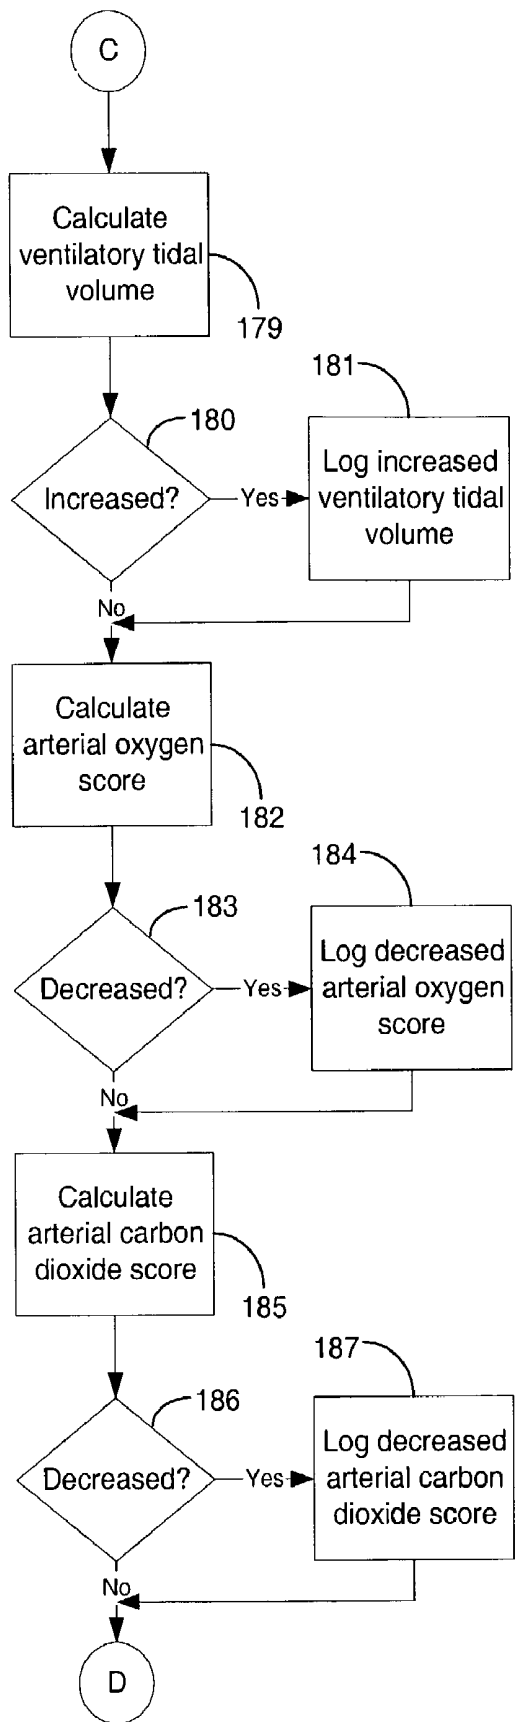 C
Calculate
ventilatory tidal
volume
179
180
Increased?
Yes
181
Log increased
ventilatory tidal
volume
No
Calculate
arterial oxygen
score
182
183
Decreased?
Yes
184
Log decreased
arterial oxygen
score
No
Calculate
arterial carbon
dioxide score
185
186
Decreased?
Yes
187
Log decreased
arterial carbon
dioxide score
No
D